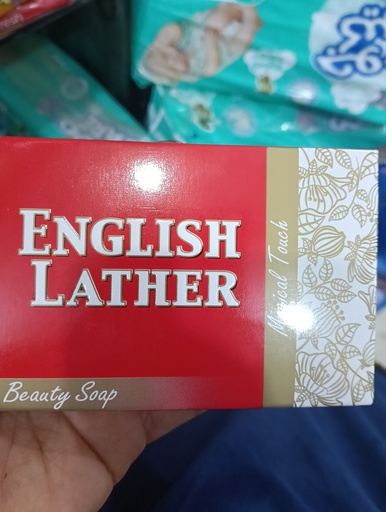 ENGLISH
LATHER
Magical Touch
Beauty Soap